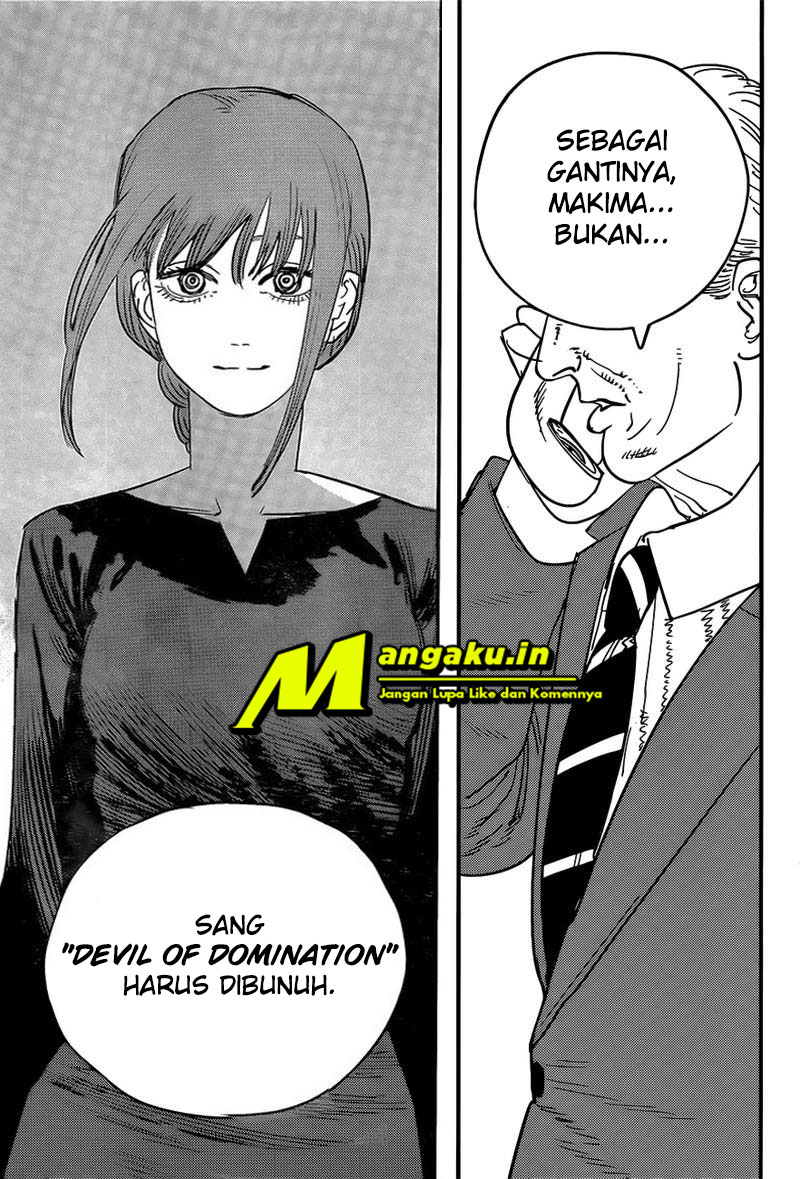 SEBAGAI
GANTINYA,
MAKIMA...
BUKAN...
Mangaku.in
Jangan Lupa Like dan Komennya
SANG
"DEVIL OF DOMINATION"
HARUS DIBUNUH.